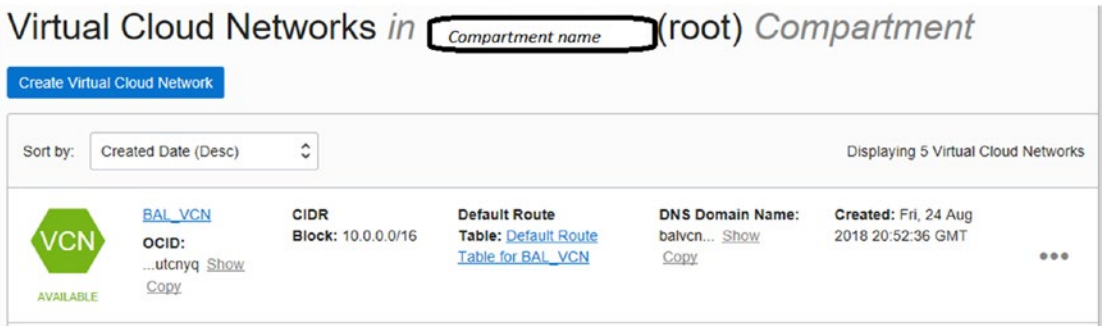 Virtual Cloud Networks in Compartment name (root) Compartment
Create Virtual Cloud Network
Sort by: Created Date (Desc) Displaying 5 Virtual Cloud Networks
VCN
AVAILABLE
BAL_VCN
OCID:
...utcnyq Show
Copy
CIDR
Block: 10.0.0.0/16
Default Route
Table: Default Route
Table for BAL_VCN
DNS Domain Name:
balvcn... Show
Copy
Created: Fri, 24 Aug
2018 20:52:36 GMT